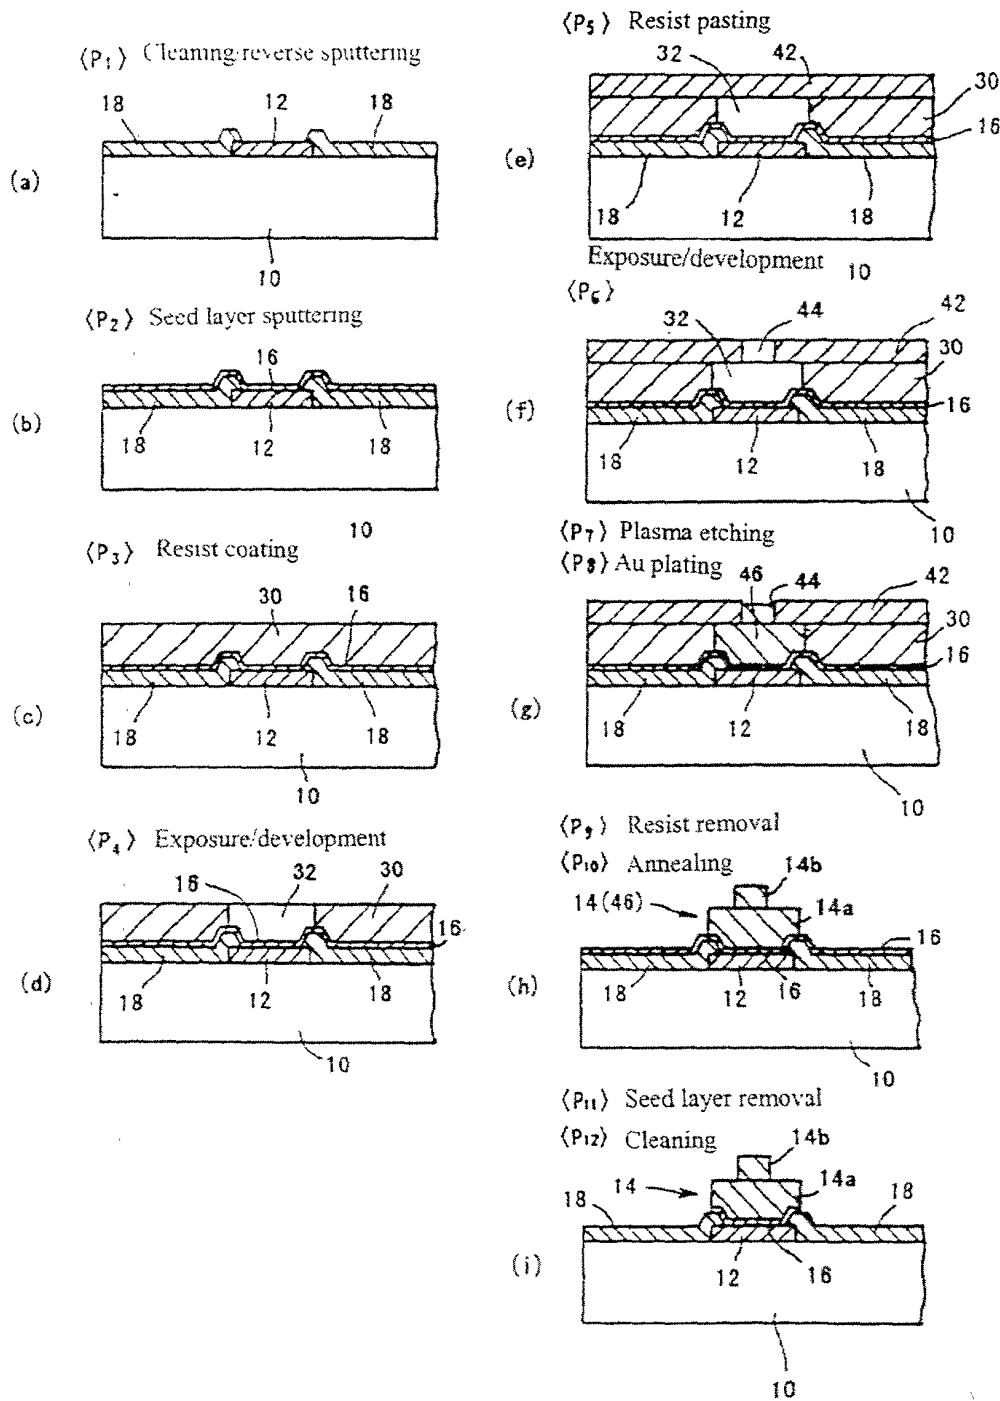 ⟨P1⟩ Cleaning/reverse sputtering
18 12 18
(a)
10
⟨P2⟩ Seed layer sputtering
16
(b)
18 12 18
10
⟨P3⟩ Resist coating
30 16
(c)
18 12 18
10
⟨P4⟩ Exposure/development
16 32 30
16
(d)
18 12 18
10
⟨P5⟩ Resist pasting
32 42
30
16
(e)
18 12 18
Exposure/development 10
⟨P6⟩
32 44 42
30
16
(f)
18 12 18
10
⟨P7⟩ Plasma etching
⟨P8⟩ Au plating 46 44 42
30
16
(g)
18 12 18
10
⟨P9⟩ Resist removal
⟨P10⟩ Annealing 14b
14(46) 14a
16
(h)
18 12 16 18
10
⟨P11⟩ Seed layer removal
⟨P12⟩ Cleaning 14b
14 14a
18 18
(i)
12 16
10